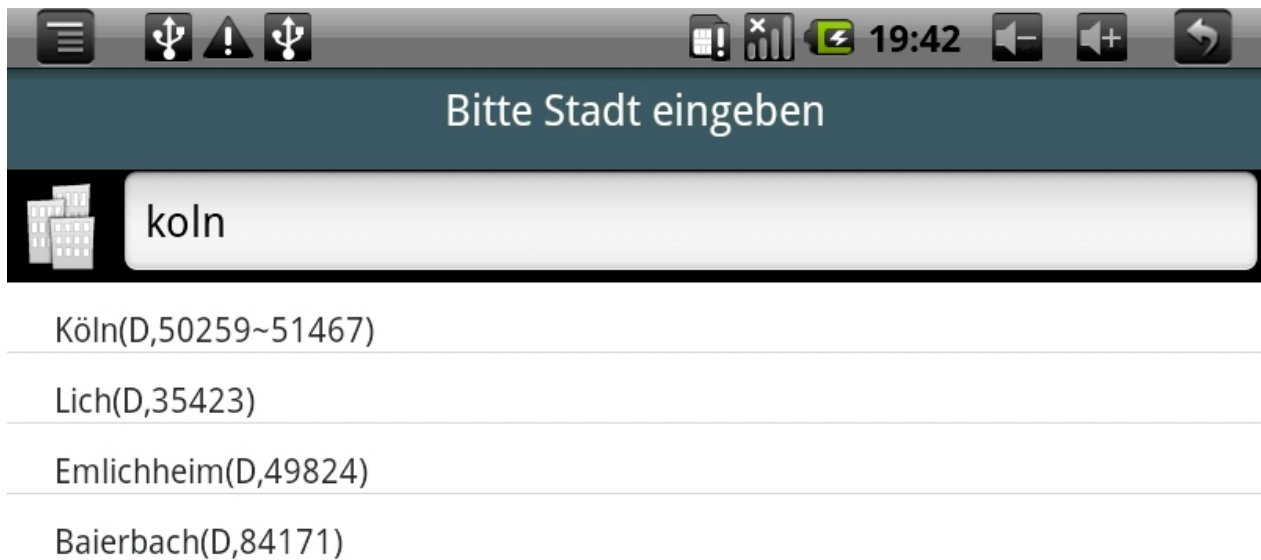 19:42
Bitte Stadt eingeben
koln
Köln(D,50259~51467)
Lich(D,35423)
Emlichheim(D,49824)
Baierbach(D,84171)